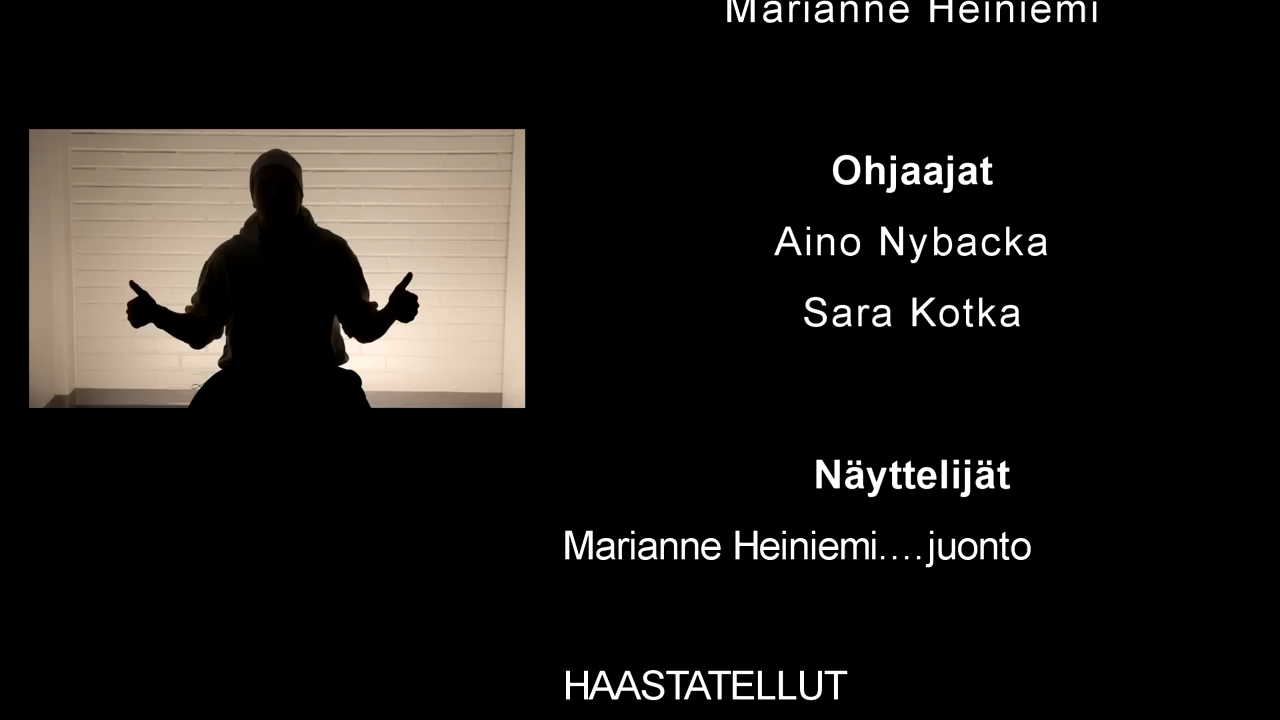 Marianne Heiniemi
Ohjaajat
Aino Nybacka
Sara Kotka
Näyttelijät
Marianne Heiniemi....juonto
HAASTATELLUT